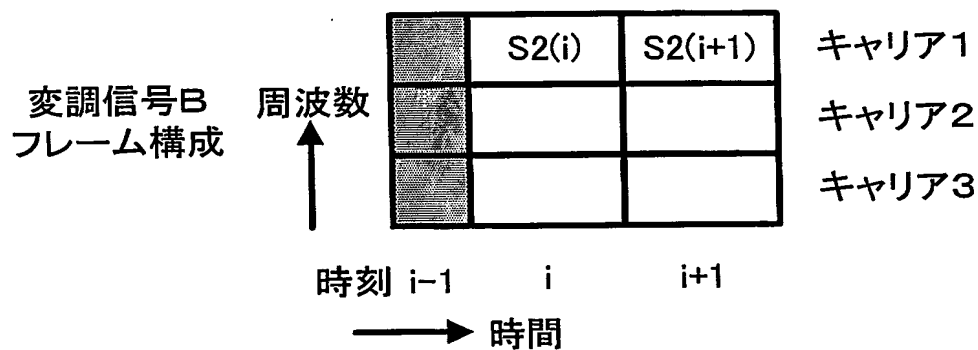 S2(i) S2(i+1) キャリア1
変調信号B
フレーム構成
周波数
キャリア2
キャリア3
時刻 i-1 i i+1
時間